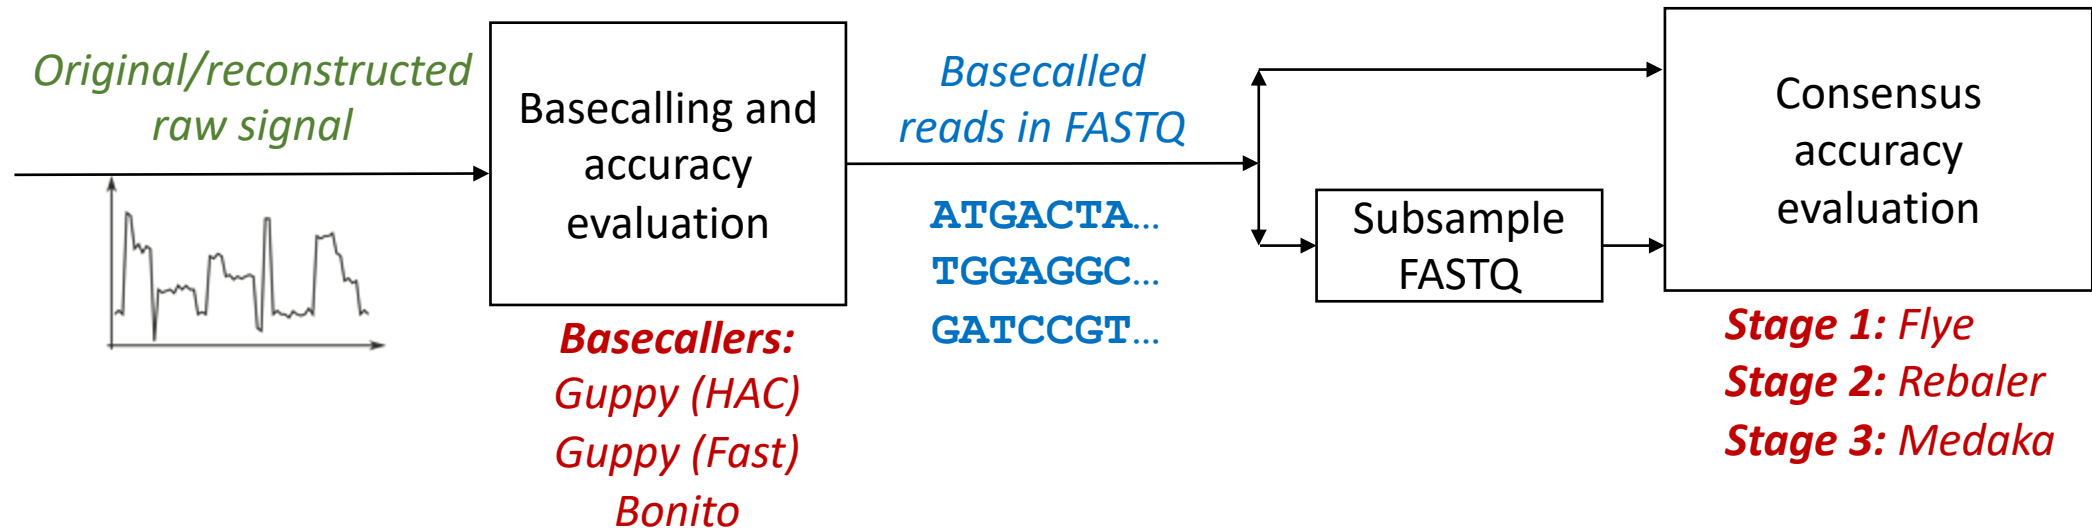 Original/reconstructed
raw signal
Basecalling and
accuracy
evaluation
Basecallers:
Guppy (HAC)
Guppy (Fast)
Bonito
Basecalled
reads in FASTQ
ATGACTA...
TGGAGGC...
GATCCGT...
Subsample
FASTQ
Consensus
accuracy
evaluation
Stage 1: Flye
Stage 2: Rebaler
Stage 3: Medaka